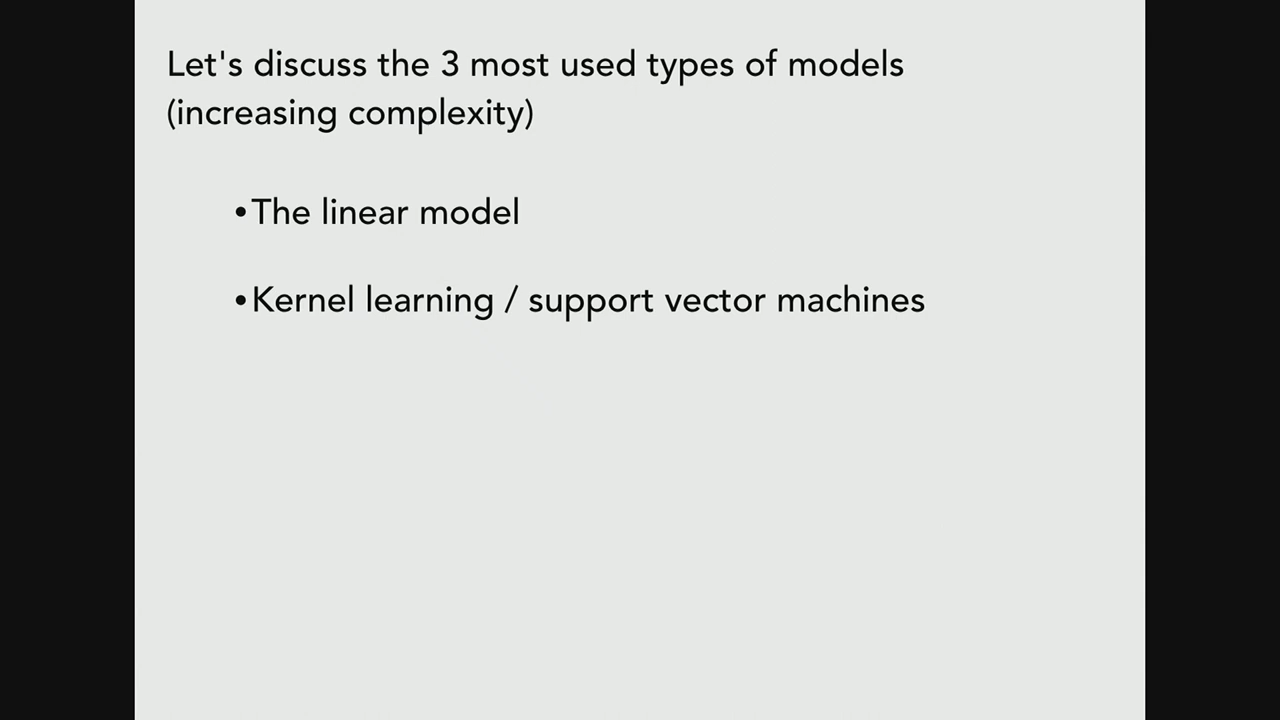 Let's discuss the 3 most used types of models
(increasing complexity)
•The linear model
•Kernel learning / support vector machines